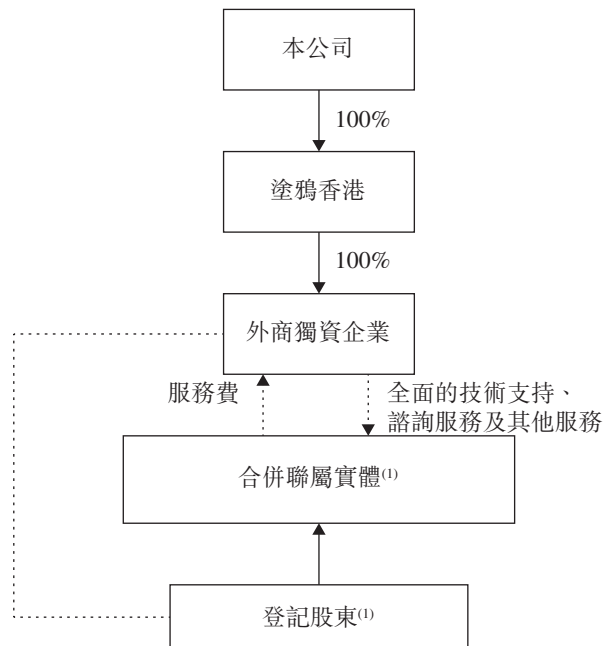 本公司
100%
塗鴉香港
100%
外商獨資企業
服務費
全面的技術支持、
諮詢服務及其他服務
合併聯屬實體(1)
登記股東(1)